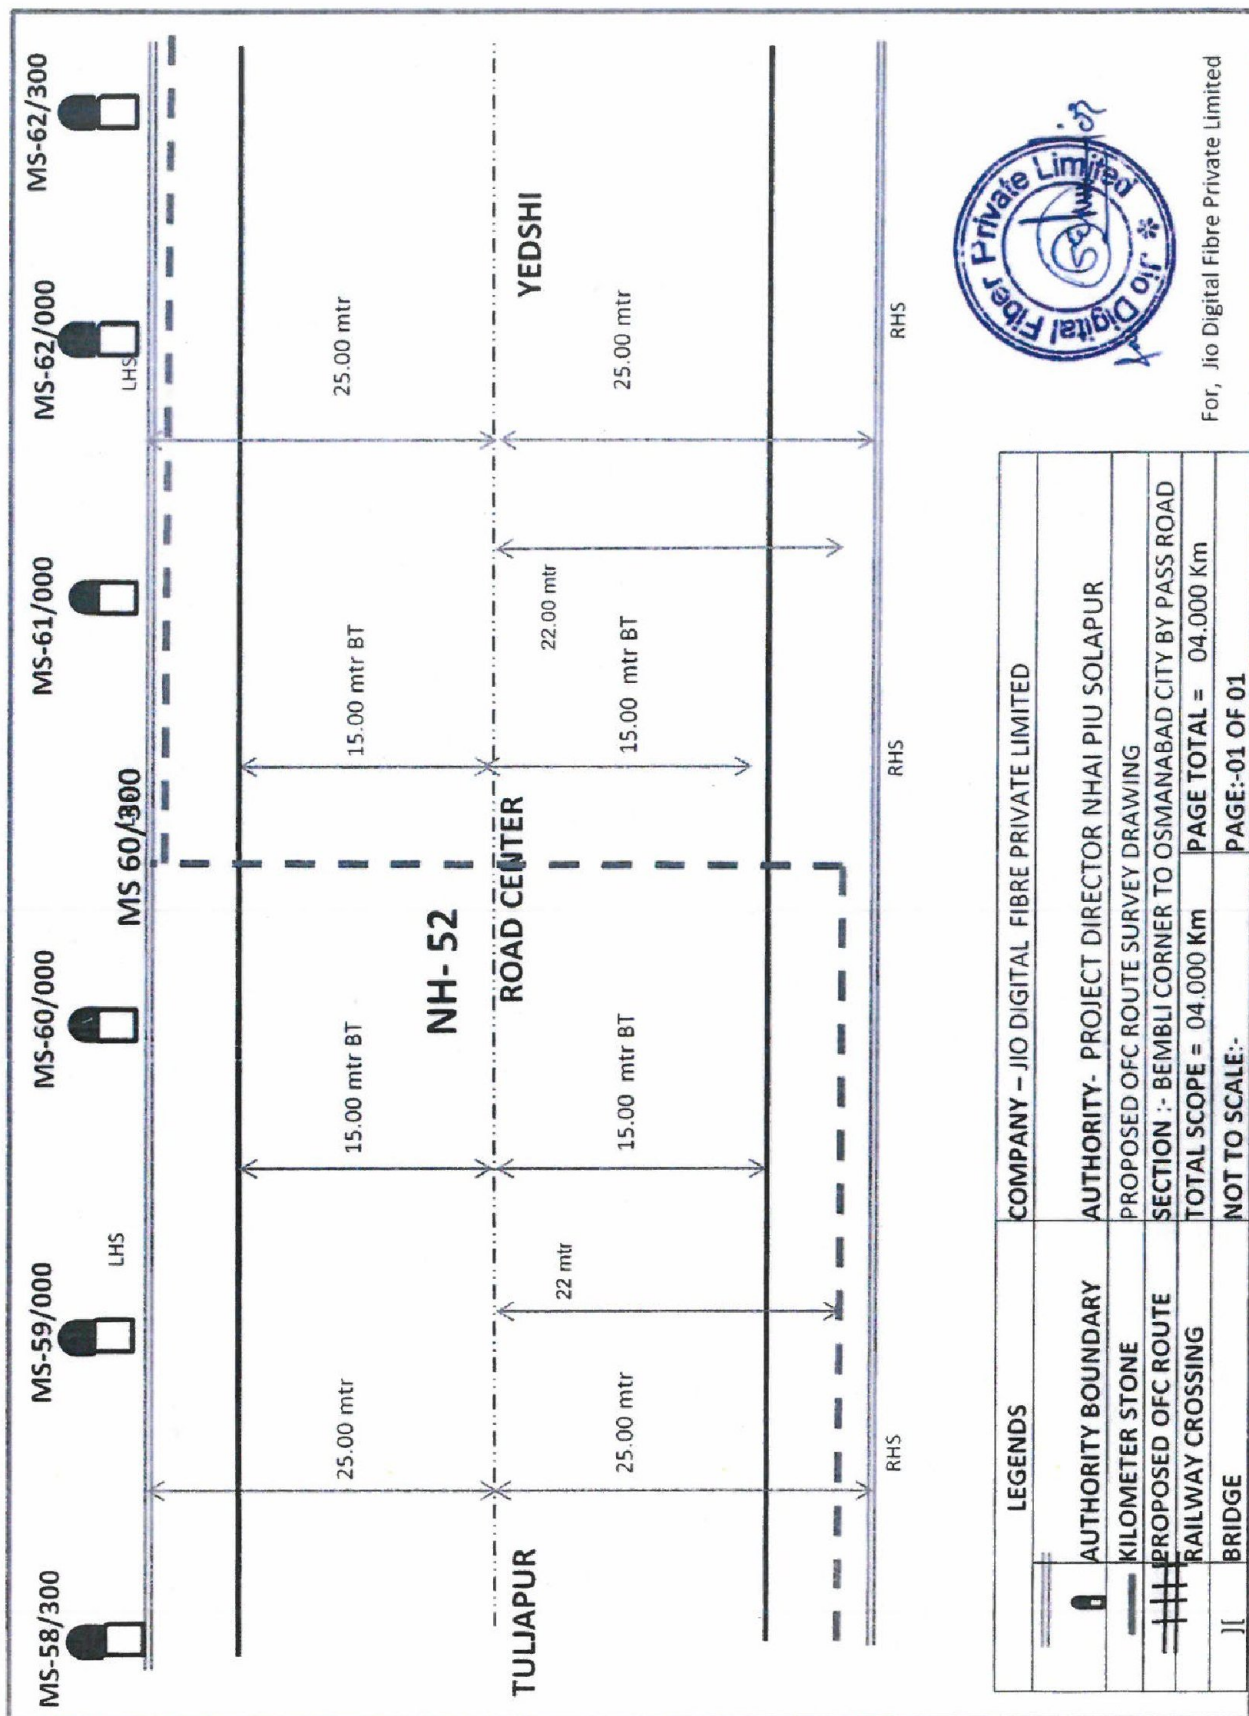 MS-58/300
MS-59/000
MS-60/000
MS 60/300
MS-61/000
MS-62/000
MS-62/300
LHS
LHS
25.00 mtr
15.00 mtr BT
15.00 mtr BT
25.00 mtr
NH- 52
TULJAPUR
ROAD CENTER
YEDSHI
25.00 mtr
22 mtr
15.00 mtr BT
15.00 mtr BT
22.00 mtr
25.00 mtr
RHS
RHS
RHS
LEGENDS
AUTHORITY BOUNDARY
KILOMETER STONE
PROPOSED OFC ROUTE
RAILWAY CROSSING
][ BRIDGE
COMPANY – JIO DIGITAL FIBRE PRIVATE LIMITED
AUTHORITY- PROJECT DIRECTOR NHAI PIU SOLAPUR
PROPOSED OFC ROUTE SURVEY DRAWING
SECTION :- BEMBLI CORNER TO OSMANABAD CITY BY PASS ROAD
TOTAL SCOPE = 04.000 Km PAGE TOTAL = 04.000 Km
NOT TO SCALE:- PAGE:-01 OF 01
Jio Digital Fiber Private Limited *
For, Jio Digital Fibre Private Limited